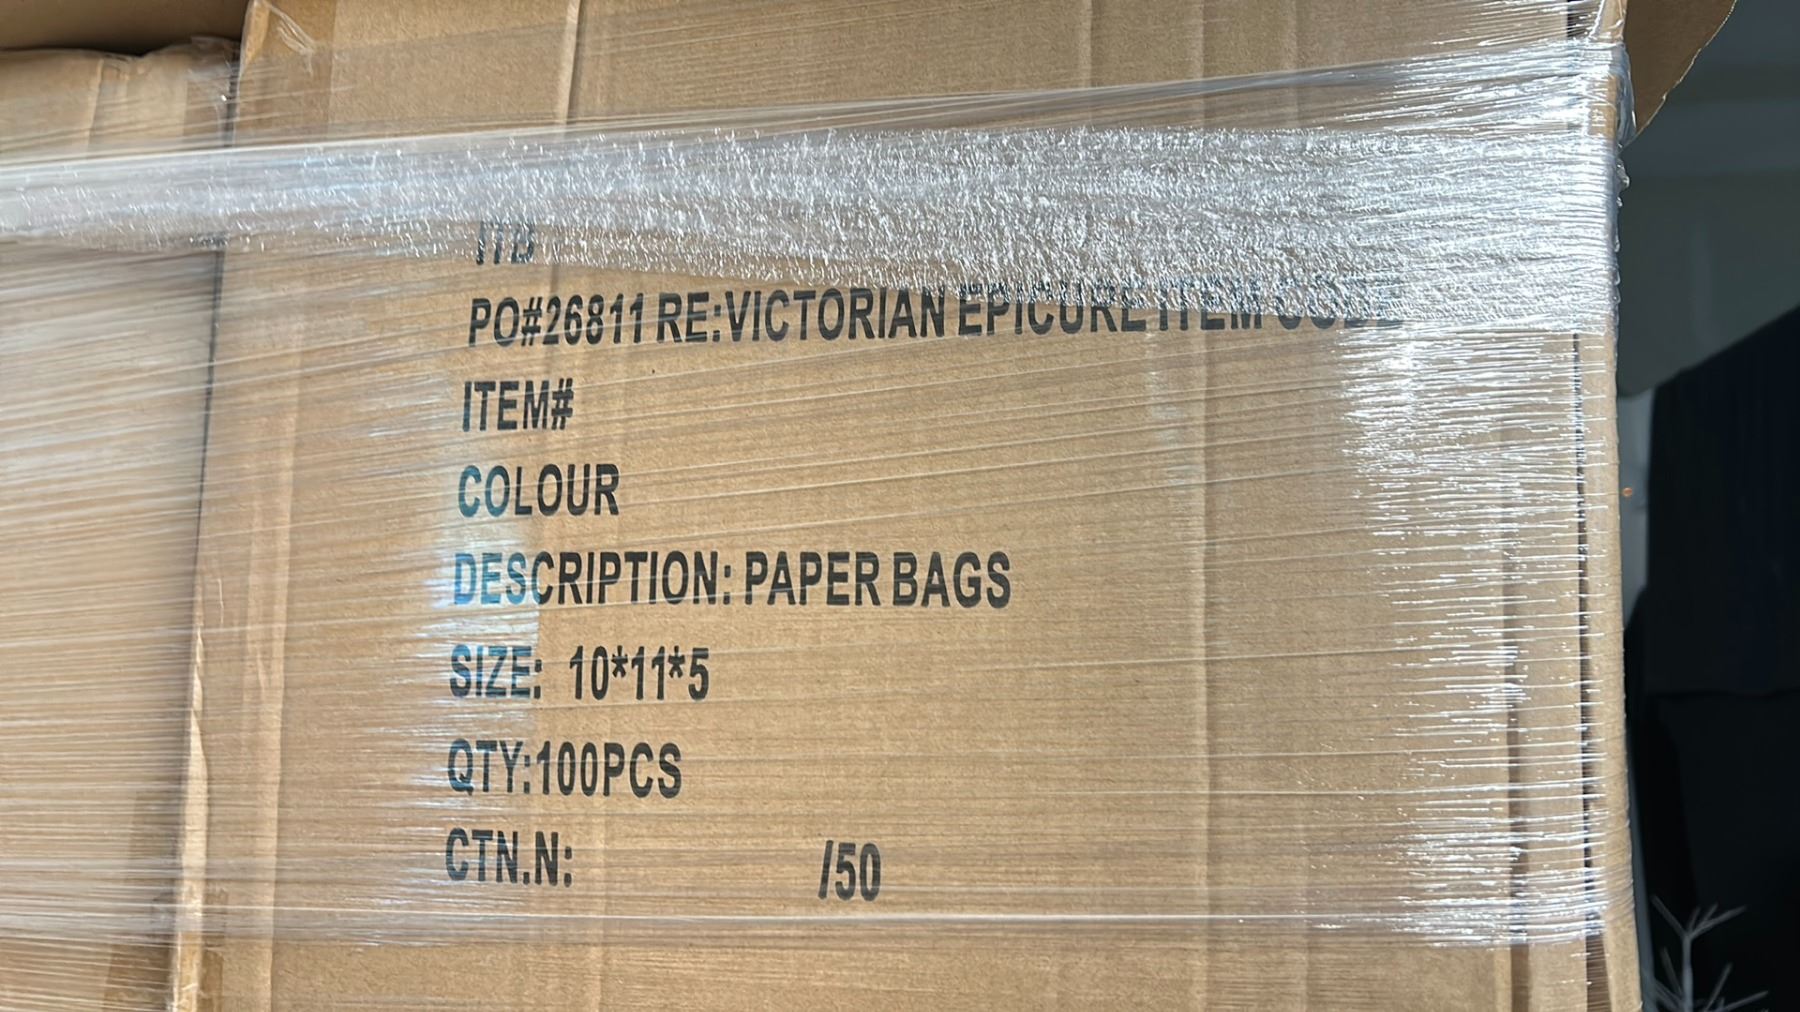 ITB
PO#26811 RE:VICTORIAN EPICURE ITEM CODE
ITEM#
COLOUR
DESCRIPTION: PAPER BAGS
SIZE: 10*11*5
QTY:100PCS
CTN.N: /50